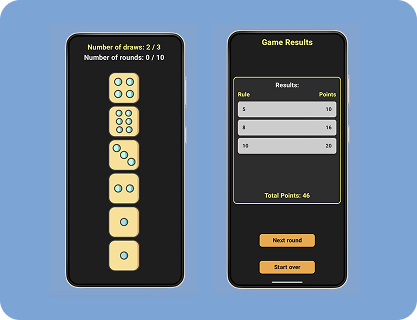 Number of draws: 2 / 3
Number of rounds: 0 / 10
Game Results
Results:
Rule Points
5 10
8 16
10 20
Total Points: 46
Next round
Start over